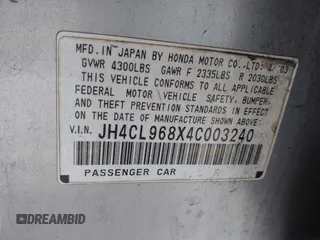 MFD. IN JAPAN BY HONDA MOTOR CO.,LTD; 4/03
GVWR 4300LBS GAWR F 2335LBS R 2030LBS
THIS VEHICLE CONFORMS TO ALL APPLICABLE
FEDERAL MOTOR VEHICLE SAFETY, BUMPER,
AND THEFT PREVENTION STANDARDS IN EFFECT
ON THE DATE OF MANUFACTURE SHOWN ABOVE.
V.I.N. JH4CL968X4C003240
PASSENGER CAR
DREAMBID